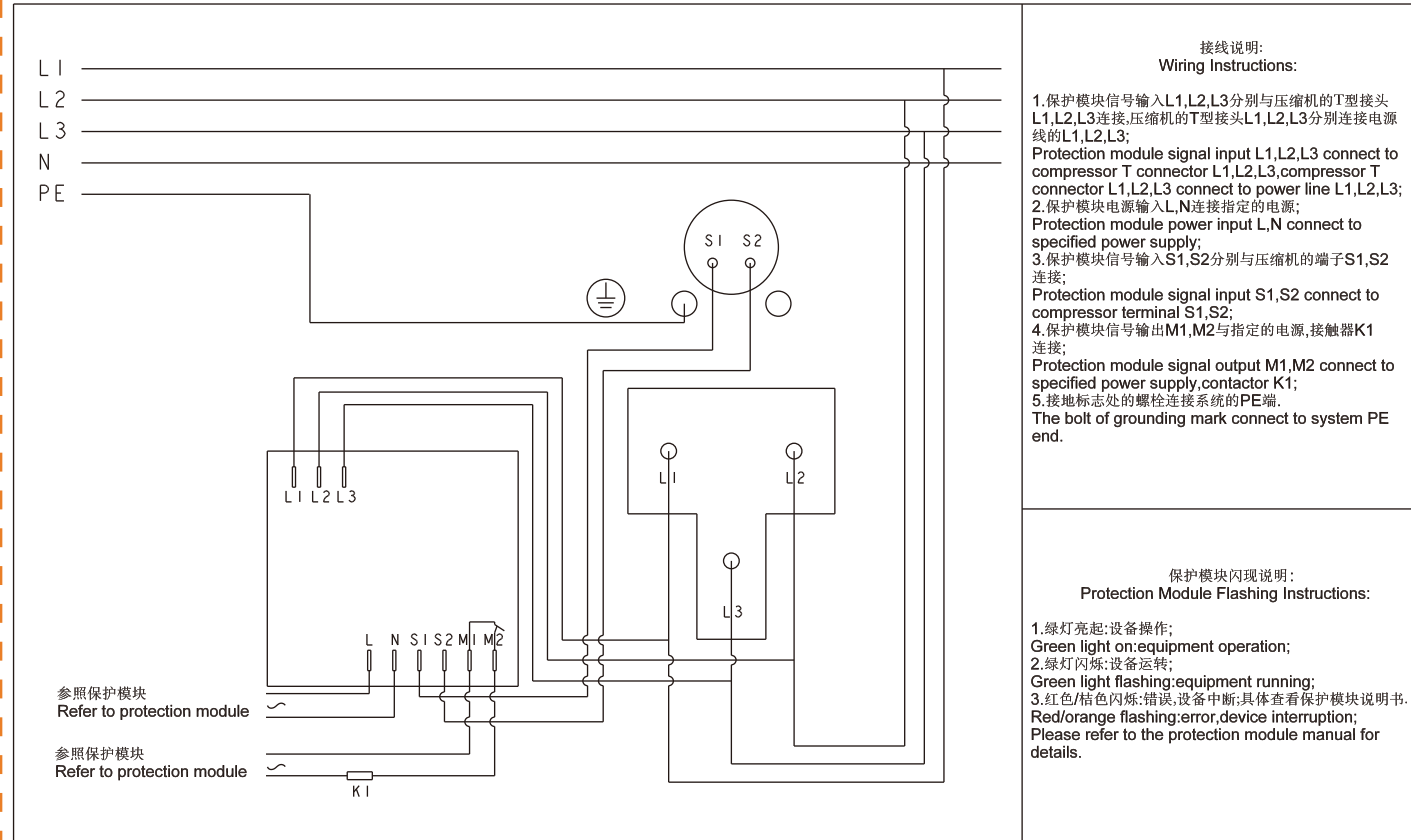 L1
L2
L3
N
PE
S1 S2
L1 L2 L3
L1 L2
L3
L N S1 S2 M1 M2
参照保护模块
Refer to protection module
参照保护模块
Refer to protection module
K1
接线说明:
Wiring Instructions:
1.保护模块信号输入L1,L2,L3分别与压缩机的T型接头
L1,L2,L3连接,压缩机的T型接头L1,L2,L3分别连接电源
线的L1,L2,L3;
Protection module signal input L1,L2,L3 connect to
compressor T connector L1,L2,L3,compressor T
connector L1,L2,L3 connect to power line L1,L2,L3;
2.保护模块电源输入L,N连接指定的电源;
Protection module power input L,N connect to
specified power supply;
3.保护模块信号输入S1,S2分别与压缩机的端子S1,S2
连接;
Protection module signal input S1,S2 connect to
compressor terminal S1,S2;
4.保护模块信号输出M1,M2与指定的电源,接触器K1
连接;
Protection module signal output M1,M2 connect to
specified power supply,contactor K1;
5.接地标志处的螺栓连接系统的PE端.
The bolt of grounding mark connect to system PE
end.
保护模块闪现说明:
Protection Module Flashing Instructions:
1.绿灯亮起:设备操作;
Green light on:equipment operation;
2.绿灯闪烁:设备运转;
Green light flashing:equipment running;
3.红色/桔色闪烁:错误,设备中断;具体查看保护模块说明书.
Red/orange flashing:error,device interruption;
Please refer to the protection module manual for
details.